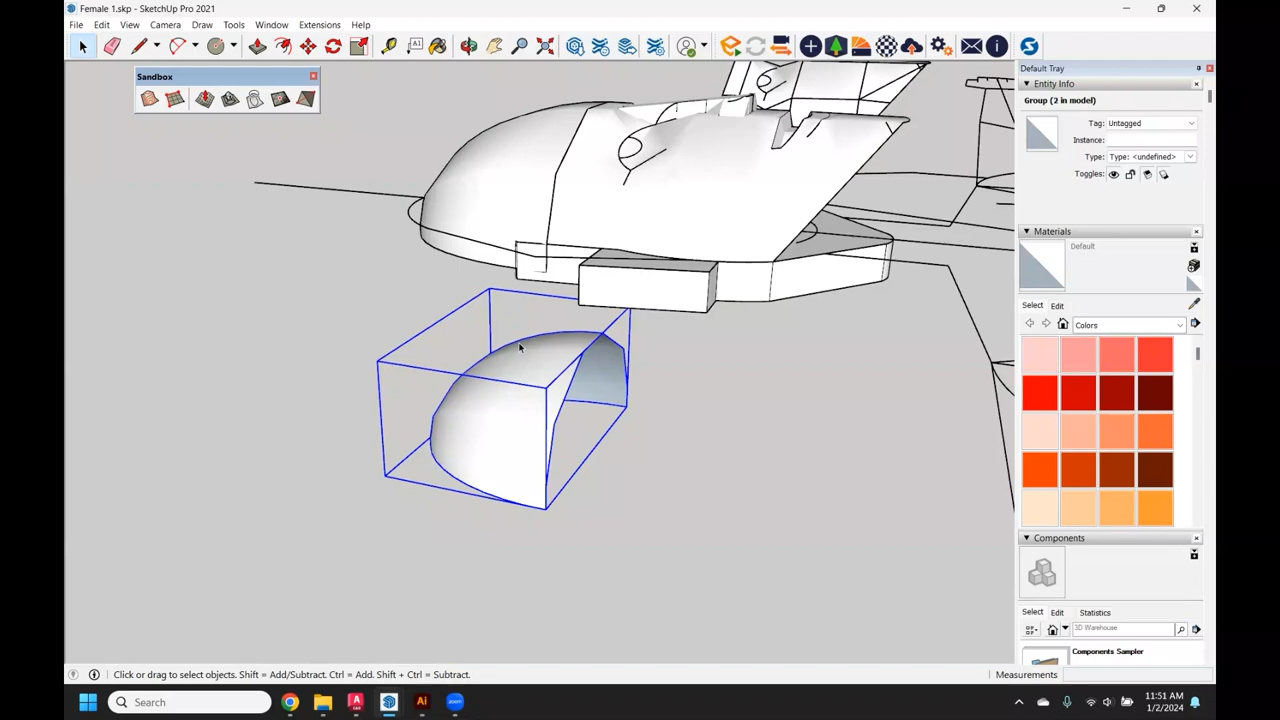 Female 1.skp - SketchUp Pro 2021
File Edit View Camera Draw Tools Window Extensions Help
Sandbox
Default Tray
Entity Info
Group (2 in model)
Tag: Untagged
Instance:
Type: Type: <undefined>
Toggles:
Materials
Default
Select Edit
Colors
Components
Select Edit Statistics
3D Warehouse
Components Sampler
Click or drag to select objects. Shift = Add/Subtract. Ctrl = Add. Shift + Ctrl = Subtract.
Measurements
Search
Ai
zoom
11:51 AM
1/2/2024